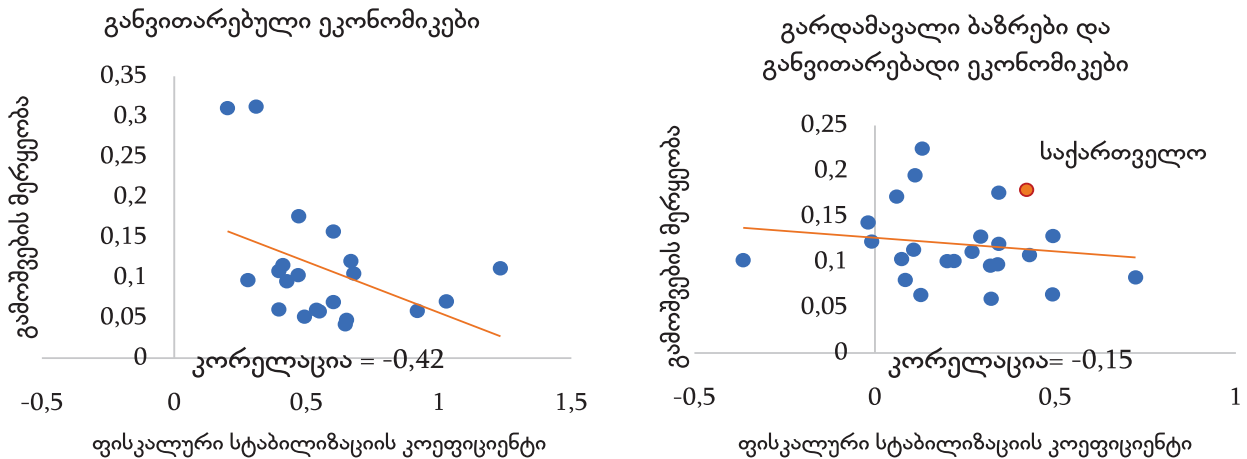 განვითარებული ეკონომიკები
გამოშვების მერყეობა
0,35
0,3
0,25
0,2
0,15
0,1
0,05
0
კორელაცია = -0,42
-0,5 0 0,5 1 1,5
ფისკალური სტაბილიზაციის კოეფიციენტი
გარდამავალი ბაზრები და
განვითარებადი ეკონომიკები
გამოშვების მერყეობა
0,25
0,2
0,15
0,1
0,05
0
საქართველო
კორელაცია= -0,15
-0,5 0 0,5 1
ფისკალური სტაბილიზაციის კოეფიციენტი